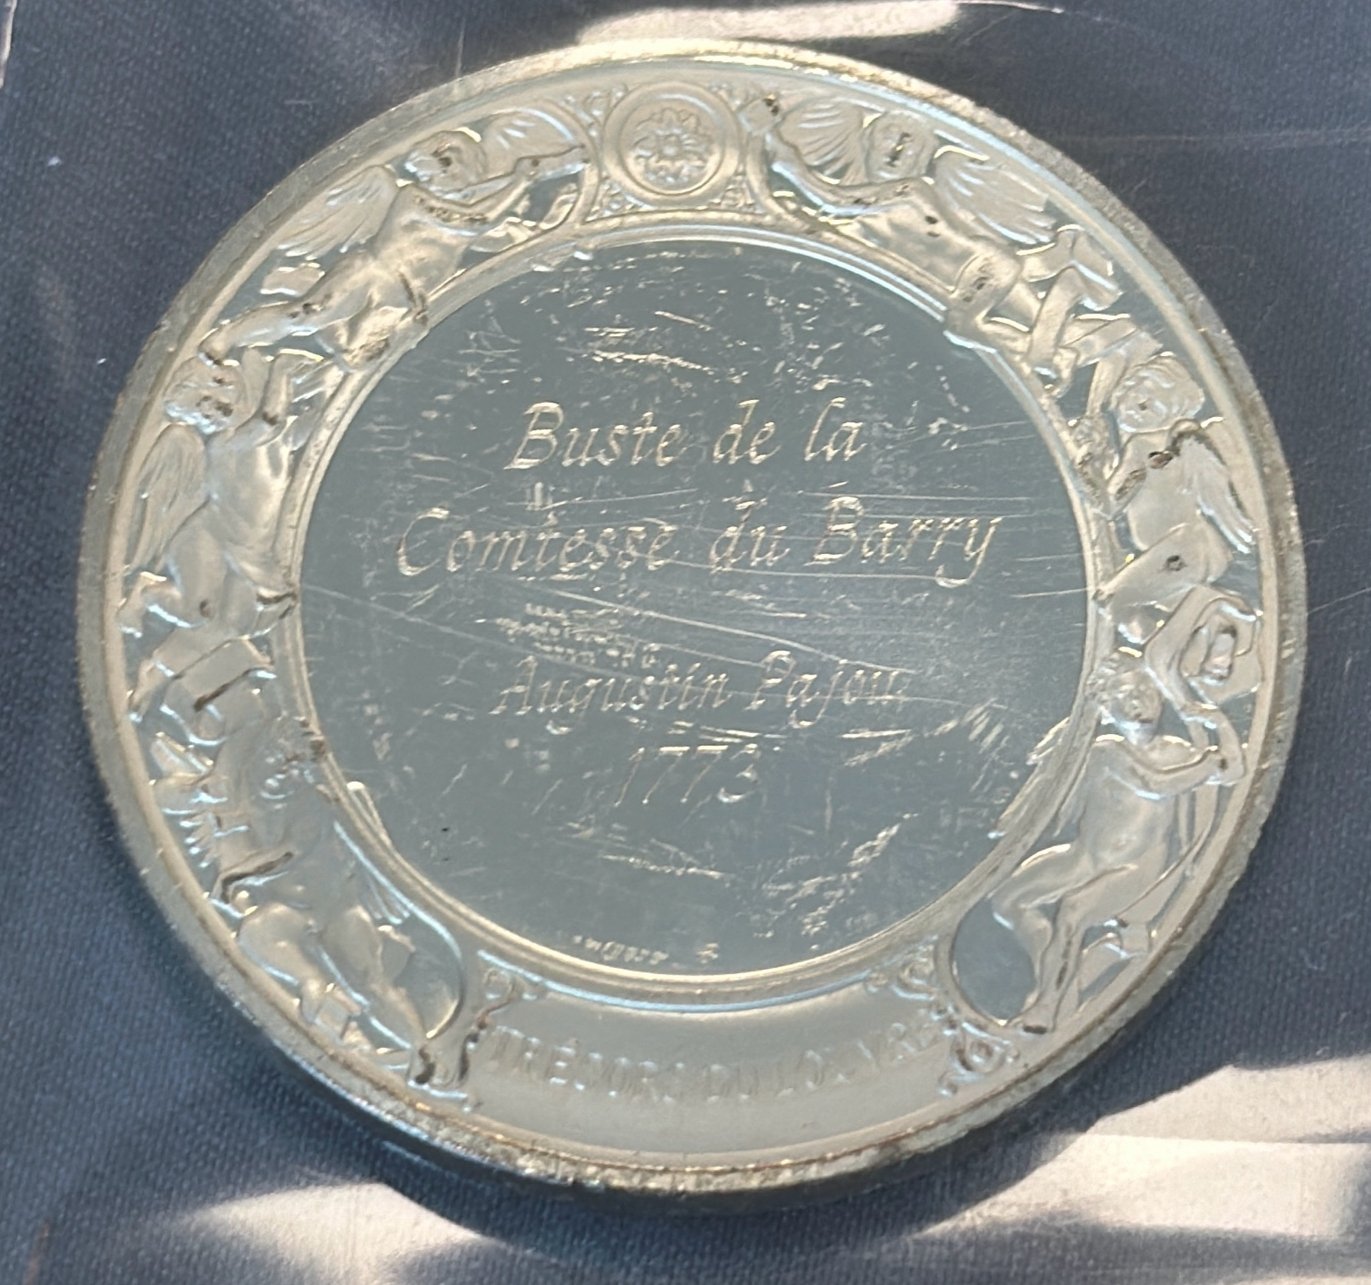 Buste de la
Comtesse du Barry
Augustin Pajou
1773
TRÉSORS DU LOUVRE